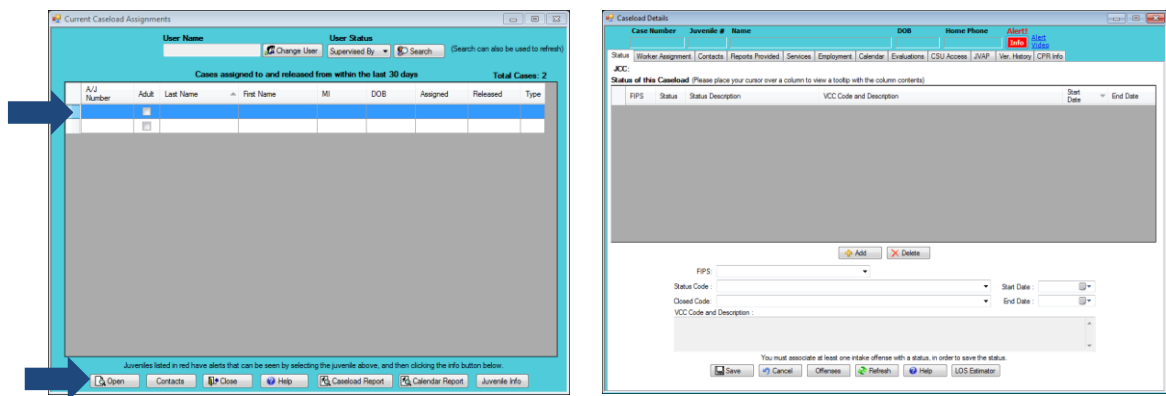 Current Caseload Assignments
User Name
User Status
Change User
Supervised By
Search
(Search can also be used to refresh)
Cases assigned to and released from within the last 30 days
Total Cases: 2
A/J Number
Adult
Last Name
First Name
MI
DOB
Assigned
Released
Type
Juveniles listed in red have alerts that can be seen by selecting the juvenile above, and then clicking the info button below.
Open
Contacts
Close
Help
Caseload Report
Calendar Report
Juvenile Info
Caseload Details
Case Number
Juvenile #
Name
DOB
Home Phone
Alert!!
Info
Alert Video
Status
Worker Assignment
Contacts
Reports Provided
Services
Employment
Calendar
Evaluations
CSU Access
JVAP
Ver. History
CPR Info
JCC:
Status of this Caseload (Please place your cursor over a column to view a tooltip with the column contents)
FIPS
Status
Status Description
VCC Code and Description
Start Date
End Date
Add
Delete
FIPS:
Status Code :
Start Date :
Closed Code:
End Date :
VCC Code and Description :
You must associate at least one intake offense with a status, in order to save the status.
Save
Cancel
Offenses
Refresh
Help
LOS Estimator